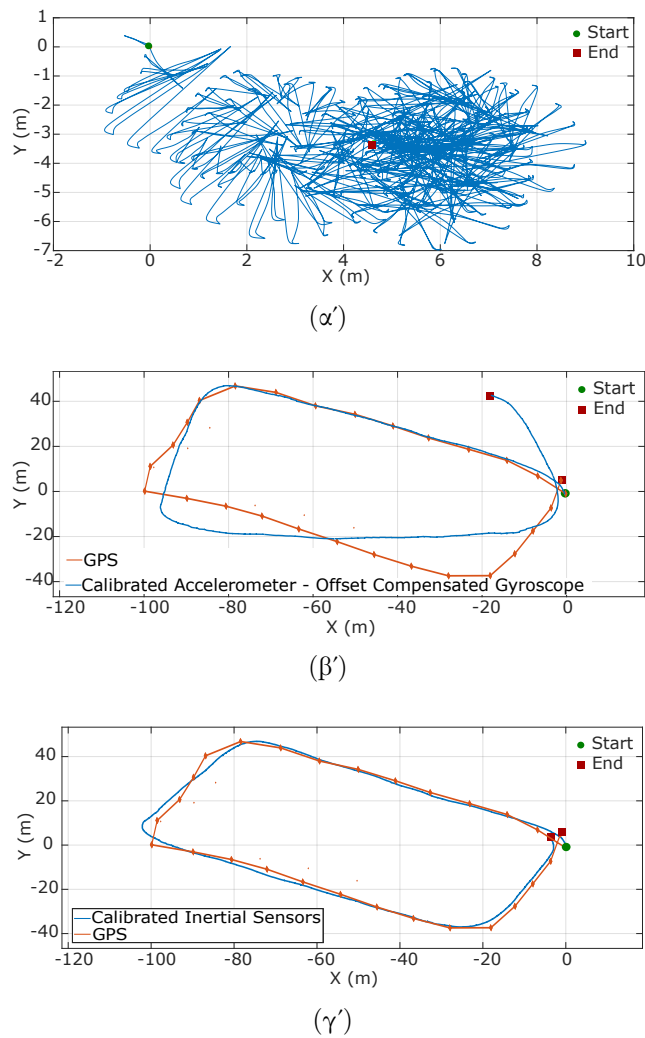 1
0
-1
-2
-3
-4
-5
-6
-7
Y (m)
Start
End
-2 0 2 4 6 8 10
X (m)
(α′)
40
20
0
-20
-40
Y (m)
Start
End
GPS
Calibrated Accelerometer - Offset Compensated Gyroscope
-120 -100 -80 -60 -40 -20 0
X (m)
(β′)
40
20
0
-20
-40
Y (m)
Start
End
Calibrated Inertial Sensors
GPS
-120 -100 -80 -60 -40 -20 0
X (m)
(γ′)